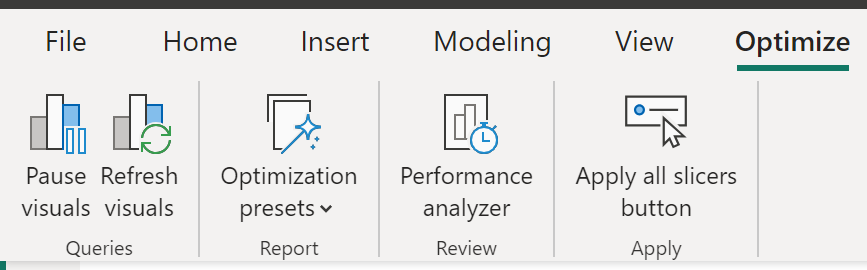 File Home Insert Modeling View Optimize
Pause Refresh Optimization Performance Apply all slicers
visuals visuals presets analyzer button
Queries Report Review Apply